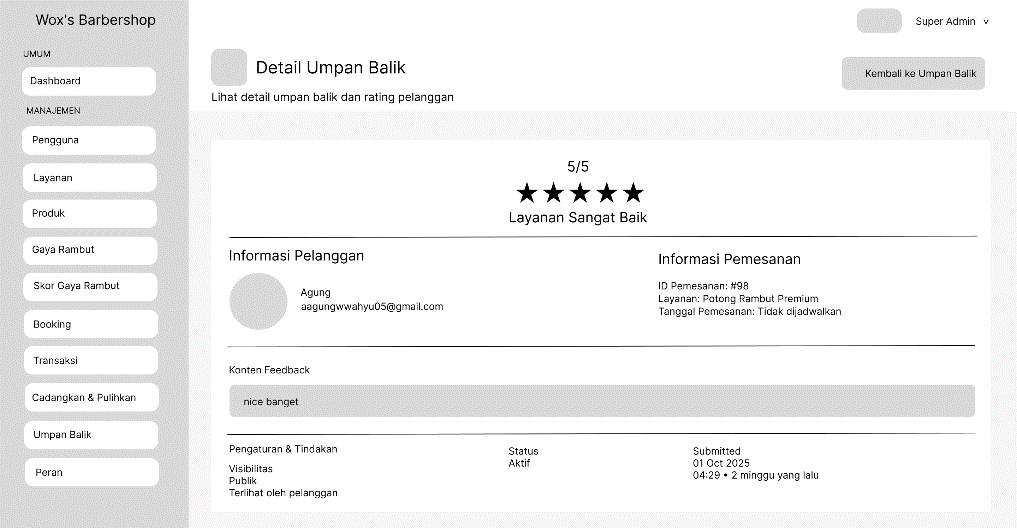 Wox's Barbershop
UMUM
Dashboard
MANAJEMEN
Pengguna
Layanan
Produk
Gaya Rambut
Skor Gaya Rambut
Booking
Transaksi
Cadangkan & Pulihkan
Umpan Balik
Peran
Super Admin v
Detail Umpan Balik
Kembali ke Umpan Balik
Lihat detail umpan balik dan rating pelanggan
5/5
★★★★★
Layanan Sangat Baik
Informasi Pelanggan
Agung
aagungwwahyu05@gmail.com
Informasi Pemesanan
ID Pemesanan: #98
Layanan: Potong Rambut Premium
Tanggal Pemesanan: Tidak dijadwalkan
Konten Feedback
nice banget
Pengaturan & Tindakan
Visibilitas
Publik
Terlihat oleh pelanggan
Status
Aktif
Submitted
01 Oct 2025
04:29 • 2 minggu yang lalu